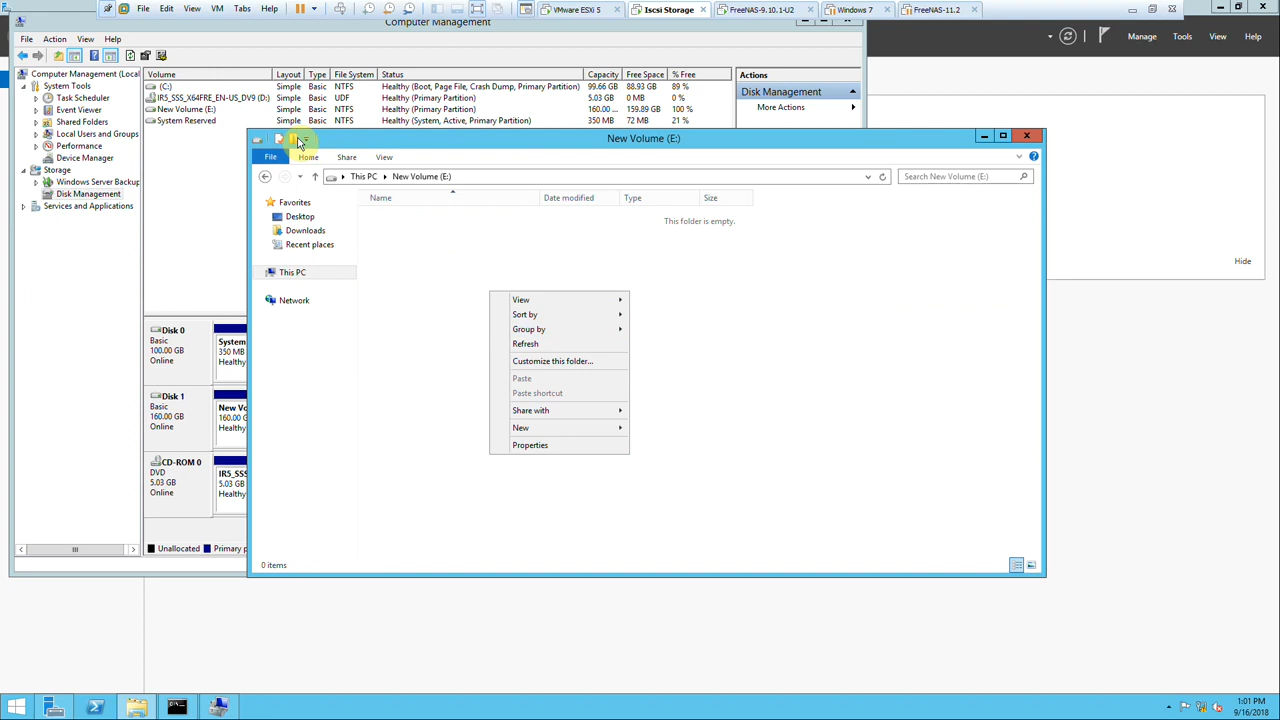 File Edit View VM Tabs Help
VMware ESXi 5
Iscsi Storage
FreeNAS-9.10.1-U2
Windows 7
FreeNAS-11.2
Computer Management
File Action View Help
Manage Tools View Help
Computer Management (Local
System Tools
Task Scheduler
Event Viewer
Shared Folders
Local Users and Groups
Performance
Device Manager
Storage
Windows Server Backup
Disk Management
Services and Applications
Volume Layout Type File System Status Capacity Free Space % Free
(C:) Simple Basic NTFS Healthy (Boot, Page File, Crash Dump, Primary Partition) 99.66 GB 88.93 GB 89 %
IR5_SSS_X64FRE_EN-US_DV9 (D:) Simple Basic UDF Healthy (Primary Partition) 5.03 GB 0 MB 0 %
New Volume (E:) Simple Basic NTFS Healthy (Primary Partition) 160.00 ... 159.89 GB 100 %
System Reserved Simple Basic NTFS Healthy (System, Active, Primary Partition) 350 MB 72 MB 21 %
Actions
Disk Management
More Actions
Hide
Disk 0
Basic
100.00 GB
Online
System
350 MB
Healthy
Disk 1
Basic
160.00 GB
Online
New Vo
160.00
Healthy
CD-ROM 0
DVD
5.03 GB
Online
IR5_SSS
5.03 GB
Healthy
Unallocated Primary p
New Volume (E:)
File Home Share View
This PC New Volume (E:)
Search New Volume (E:)
Favorites
Desktop
Downloads
Recent places
This PC
Network
Name Date modified Type Size
This folder is empty.
View
Sort by
Group by
Refresh
Customize this folder...
Paste
Paste shortcut
Share with
New
Properties
0 items
1:01 PM
9/16/2018